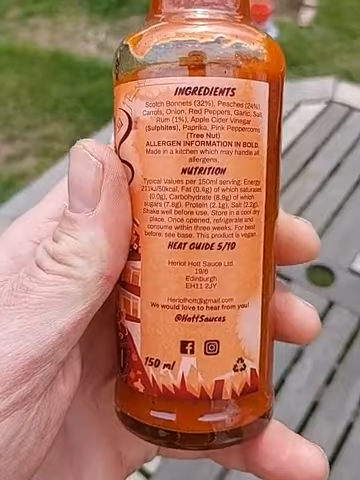 INGREDIENTS
Scotch Bonnets (32%), Peaches (24%)
Carrots, Onion, Red Peppers, Garlic, Salt,
Rum (1%), Apple Cider Vinegar
(Sulphites), Paprika, Pink Peppercorns
(Tree Nut)
ALLERGEN INFORMATION IN BOLD.
Made in a kitchen which may handle all
allergens.
NUTRITION
Typical Values per 150ml serving: Energy
211kJ/50kcal, Fat (0.4g) of which saturates
(0.0g), Carbohydrate (8.9g) of which
sugars (7.6g), Protein (2.1g), Salt (2.2g).
Shake well before use. Store in a cool dry
place. Once opened, refrigerate and
consume within three weeks. For best
before, see base. This product is vegan.
HEAT GUIDE 5/10
Heriol Hott Sauce Ltd.
19/6
Edinburgh
EH11 2JY
Heriolhott@gmail.com
We would love to hear from you!
@HottSauces
150 ml